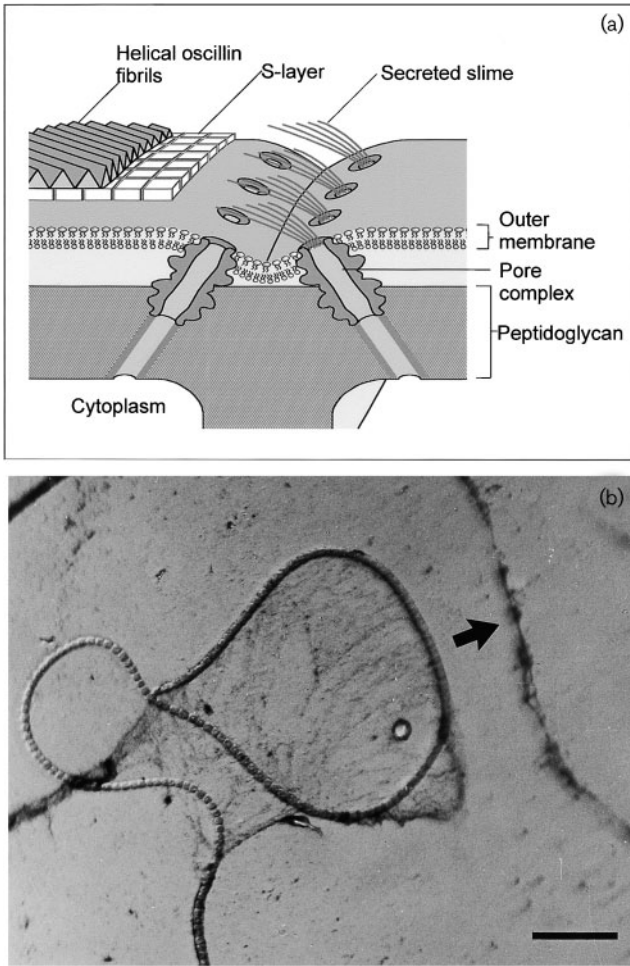 (a)
Helical oscillin
fibrils
S-layer
Secreted slime
Outer
membrane
Pore
complex
Peptidoglycan
Cytoplasm
(b)